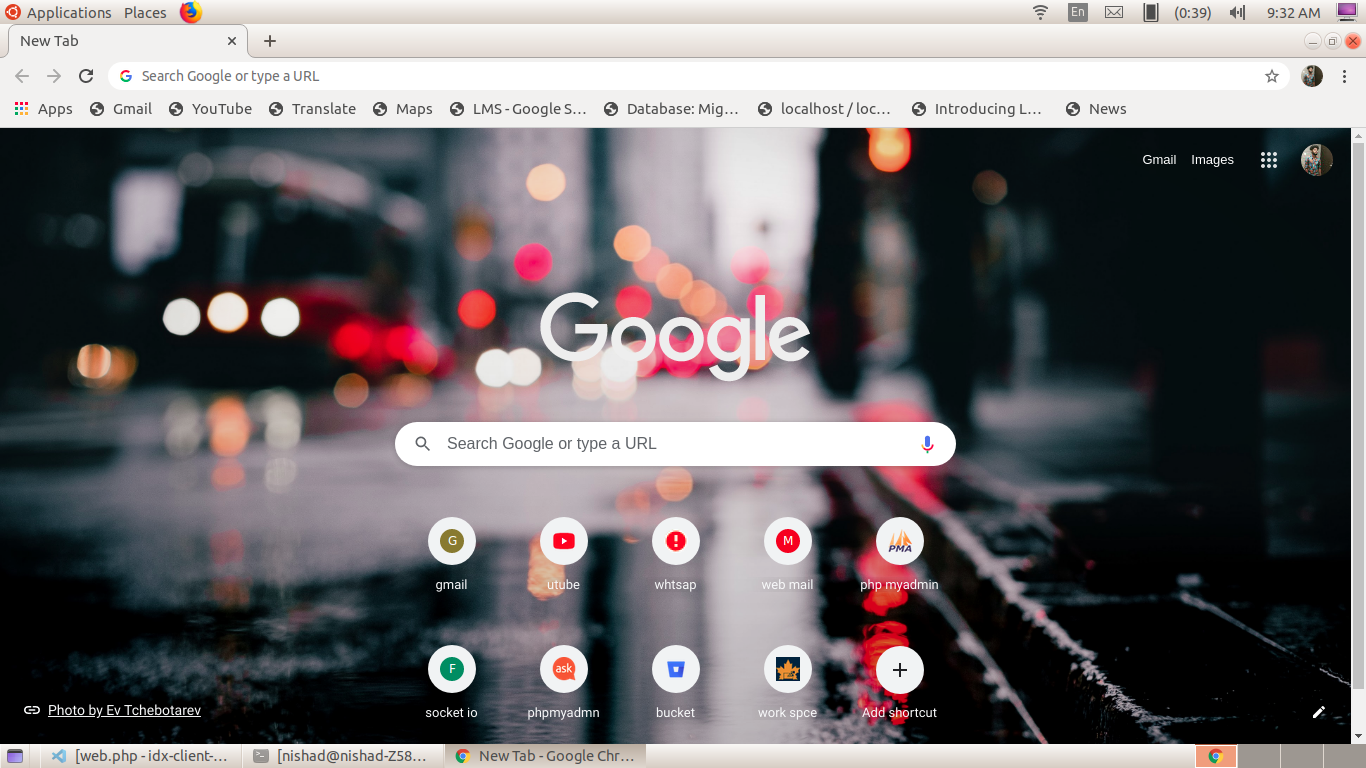 Applications Places En (0:39) 9:32 AM
New Tab
Search Google or type a URL
Apps Gmail YouTube Translate Maps LMS - Google S... Database: Mig... localhost / loc... Introducing L... News
Gmail Images
Google
Search Google or type a URL
G M PMA
gmail utube whtsap web mail php myadmin
F ask
socket io phpmyadmn bucket work spce Add shortcut
Photo by Ev Tchebotarev
[web.php - idx-client-... [nishad@nishad-Z58... New Tab - Google Chr...